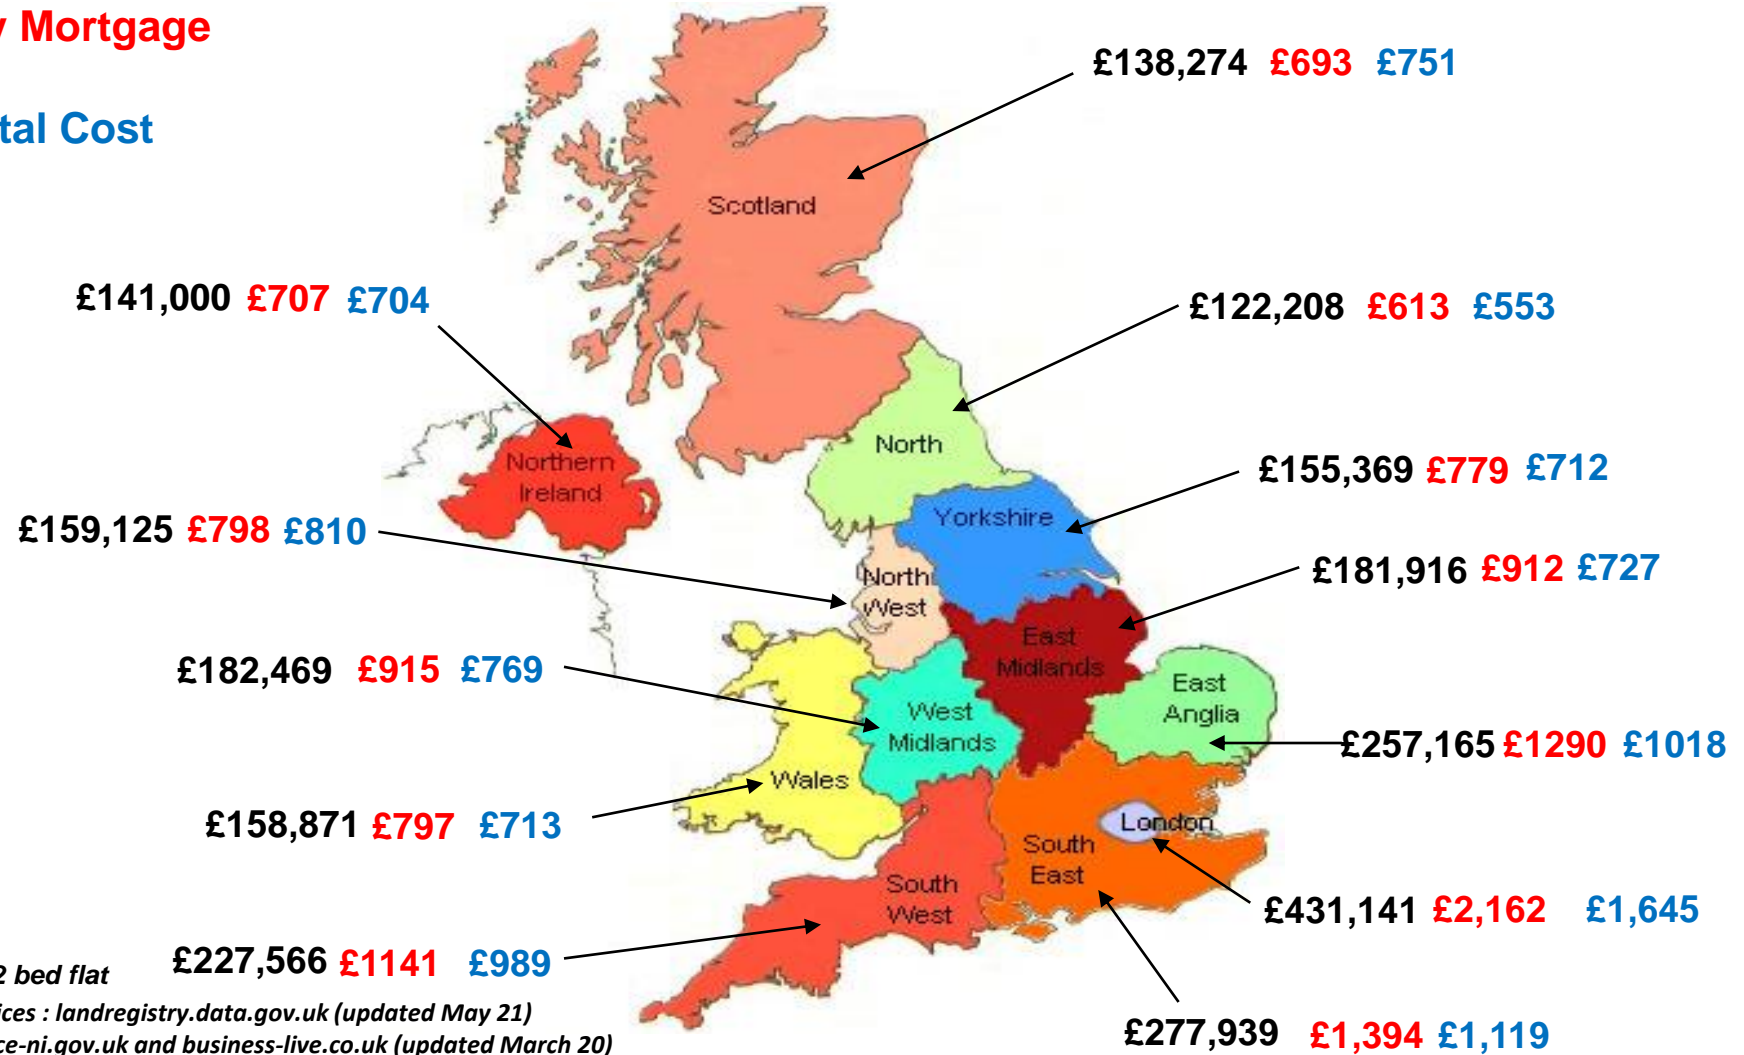 y Mortgage
£138,274 £693 £751
tal Cost
Scotland
£141,000 £707 £704
£122,208 £613 £553
North
Northern
Ireland
£155,369 £779 £712
Yorkshire
£159,125 £798 £810
£181,916 £912 £727
North
West
East
Midlands
£182,469 £915 £769
East
Anglia
West
Midlands
£257,165 £1290 £1018
Wales
£158,871 £797 £713
London
South
East
South
West
£431,141 £2,162 £1,645
£227,566 £1141 £989
2 bed flat
ices : landregistry.data.gov.uk (updated May 21)
£277,939 £1,394 £1,119
ce-ni.gov.uk and business-live.co.uk (updated March 20)